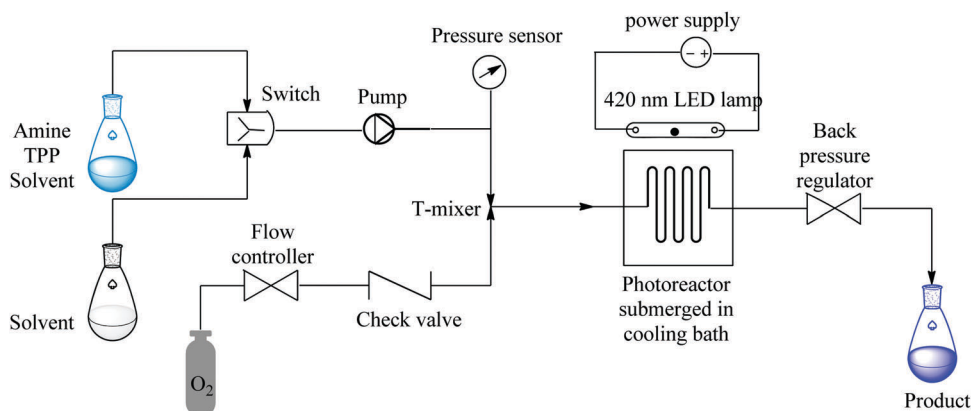 power supply
- +
Pressure sensor
Switch
Pump
420 nm LED lamp
Amine
TPP
Solvent
Back
pressure
regulator
T-mixer
Flow
controller
Solvent
Check valve
Photoreactor
submerged in
cooling bath
O2
Product